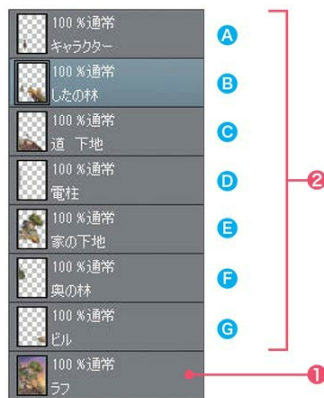 100 %通常
キャラクター
A
100 %通常
したの林
B
100 %通常
道　下地
C
100 %通常
電柱
D
2
100 %通常
家の下地
E
100 %通常
奥の林
F
100 %通常
ビル
G
100 %通常
ラフ
1